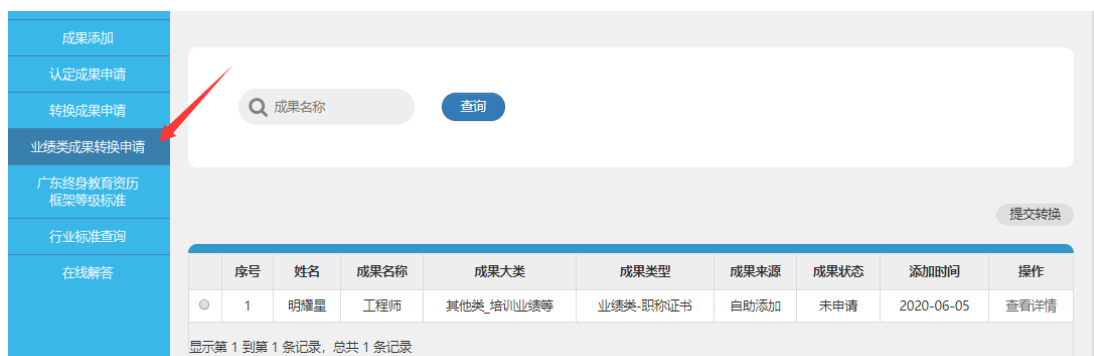 成果添加
认定成果申请
转换成果申请
业绩类成果转换申请
广东终身教育资历
框架等级标准
行业标准查询
在线解答
成果名称 查询
提交转换
序号 姓名 成果名称 成果大类 成果类型 成果来源 成果状态 添加时间 操作
1 明耀星 工程师 其他类_培训业绩等 业绩类-职称证书 自助添加 未申请 2020-06-05 查看详情
显示第 1 到第 1 条记录，总共 1 条记录